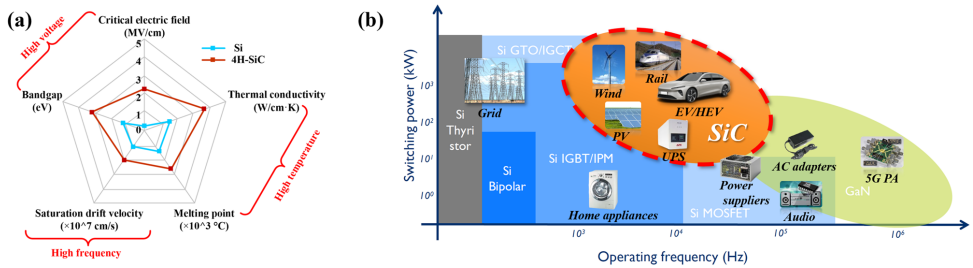 (a)
High voltage
Critical electric field
(MV/cm)
Si
4H-SiC
5
4
3
2
1
0
Bandgap
(eV)
Thermal conductivity
(W/cm·K)
High temperature
Saturation drift velocity
(×10^7 cm/s)
Melting point
(×10^3 °C)
High frequency
(b)
Switching power (kW)
10³
10²
10¹
10⁰
Si GTO/IGCT
Grid
Si
Thyri
stor
Si
Bipolar
Si IGBT/IPM
Home appliances
Wind
Rail
EV/HEV
PV
UPS
SiC
Si MOSFET
Power
suppliers
AC adapters
Audio
5G PA
GaN
10³
10⁴
10⁵
10⁶
Operating frequency (Hz)